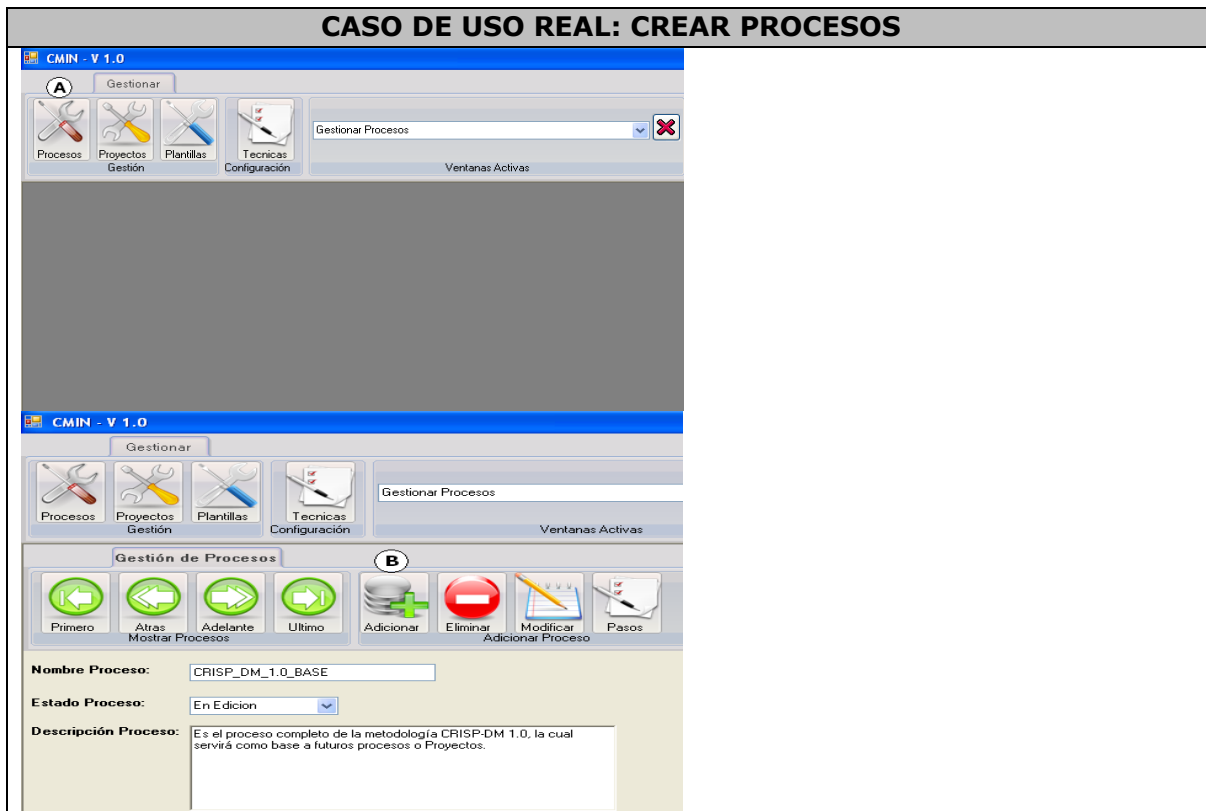 CASO DE USO REAL: CREAR PROCESOS
CMIN - V 1.0
A Gestionar
Procesos Proyectos Plantillas Tecnicas
Gestionar Procesos
Gestión Configuración Ventanas Activas
CMIN - V 1.0
Gestionar
Gestionar Procesos
Procesos Proyectos Plantillas Tecnicas
Gestión Configuración Ventanas Activas
Gestión de Procesos B
Primero Atras Adelante Ultimo Adicionar Eliminar Modificar Pasos
Mostrar Procesos Adicionar Proceso
Nombre Proceso: CRISP_DM_1.0_BASE
Estado Proceso: En Edicion
Descripción Proceso: Es el proceso completo de la metodología CRISP-DM 1.0, la cual
servirá como base a futuros procesos o Proyectos.